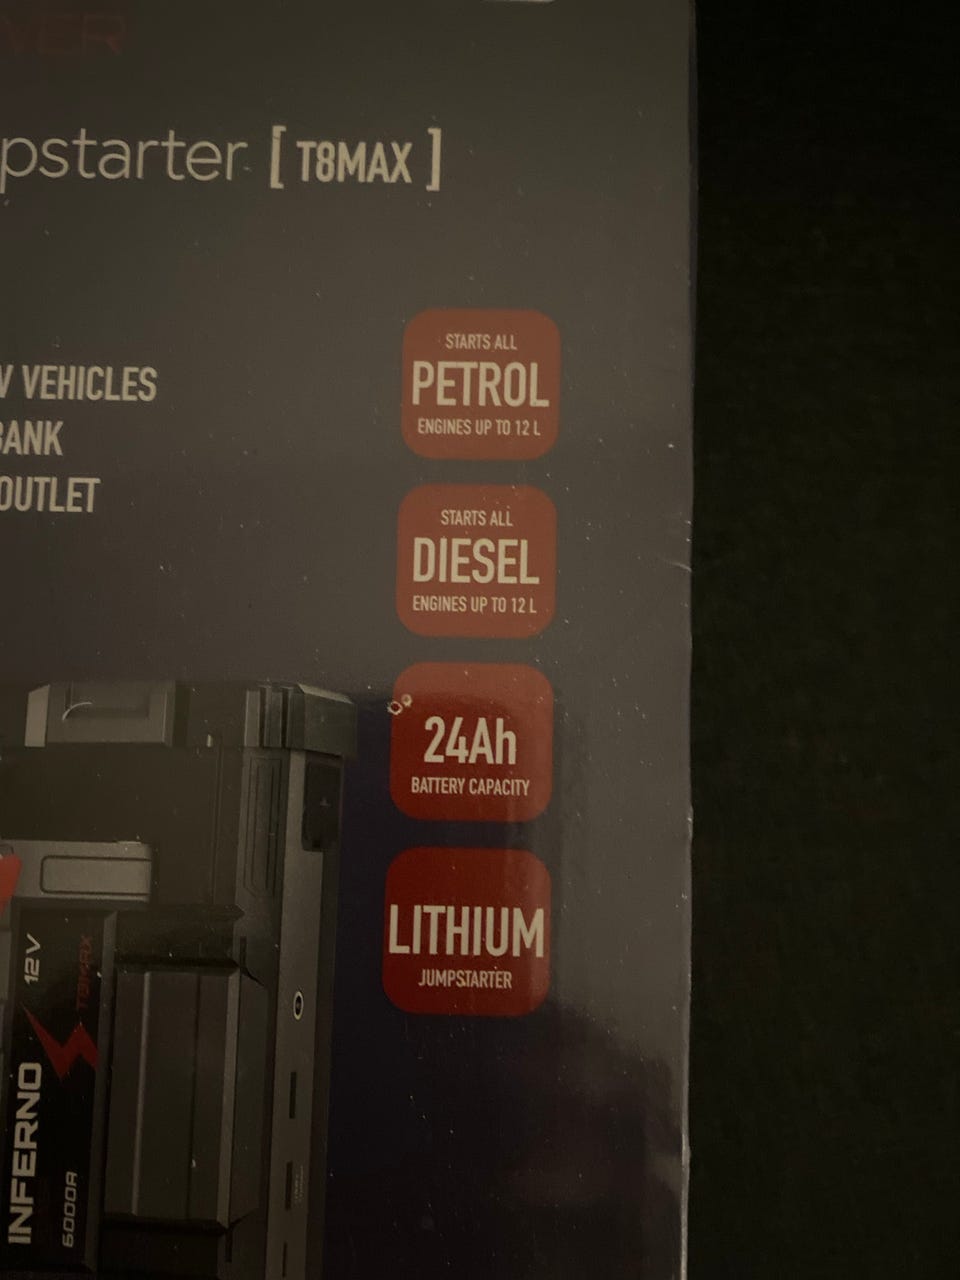 pstarter [ T8MAX ]
V VEHICLES
BANK
OUTLET
STARTS ALL
PETROL
ENGINES UP TO 12 L
STARTS ALL
DIESEL
ENGINES UP TO 12 L
24Ah
BATTERY CAPACITY
LITHIUM
JUMPSTARTER
INFERNO
12V
T8MAX
6000A